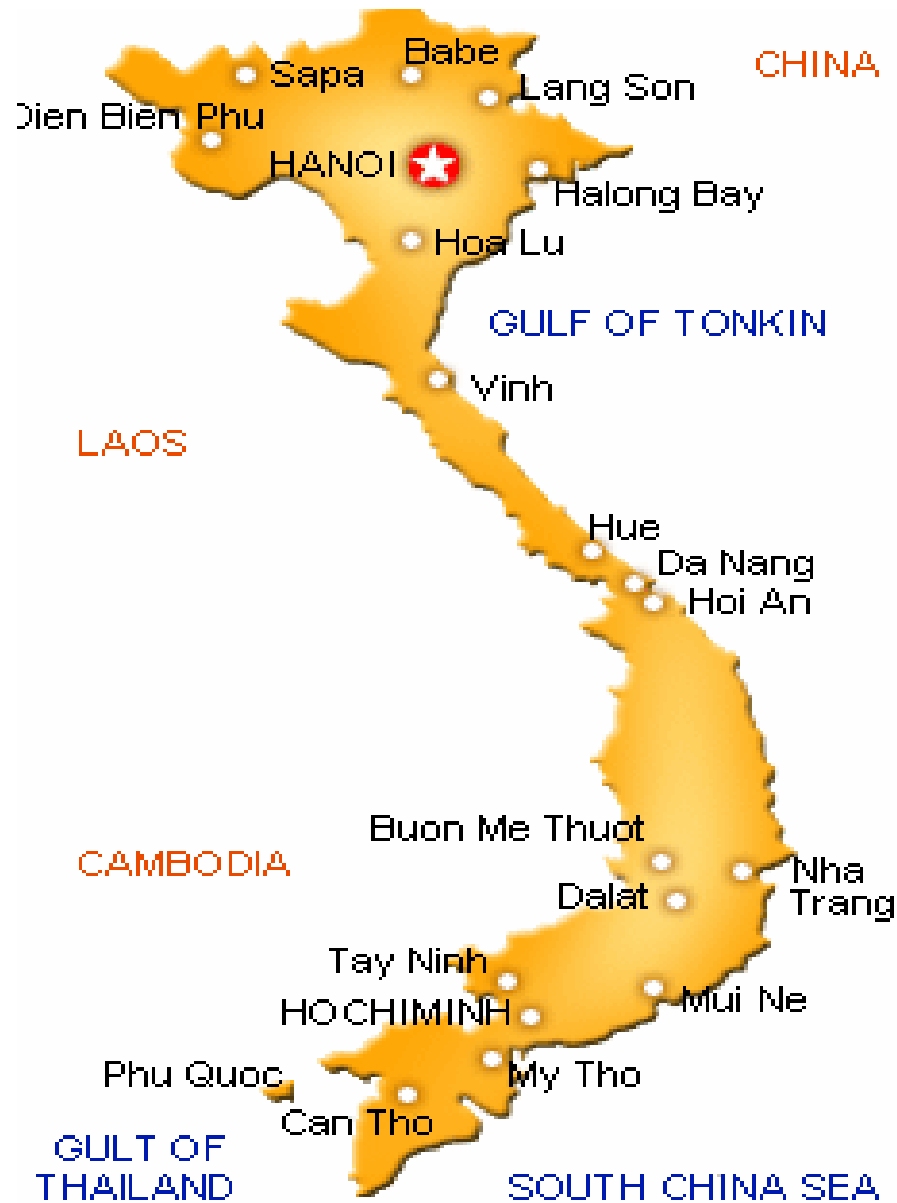 Babe
CHINA
Sapa
Lang Son
Dien Bien Phu
HANOI
Halong Bay
Hoa Lu
GULF OF TONKIN
Vinh
LAOS
Hue
Da Nang
Hoi An
Buon Me Thuot
CAMBODIA
Nha
Trang
Dalat
Tay Ninh
Mui Ne
HOCHIMINH
Phu Quoc
My Tho
Can Tho
GULT OF
THAILAND
SOUTH CHINA SEA